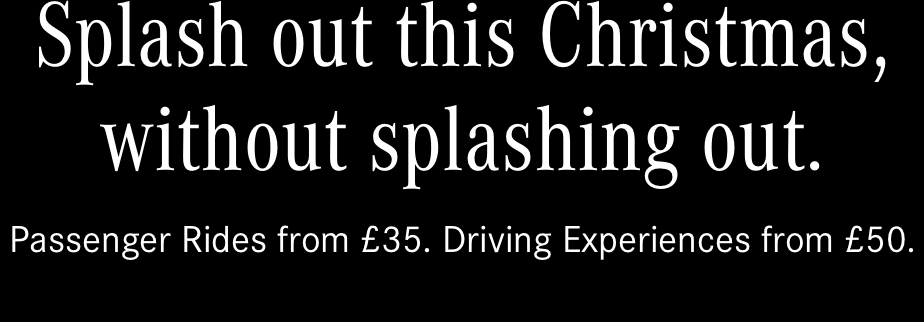 Splash out this Christmas,
without splashing out.
Passenger Rides from £35. Driving Experiences from £50.